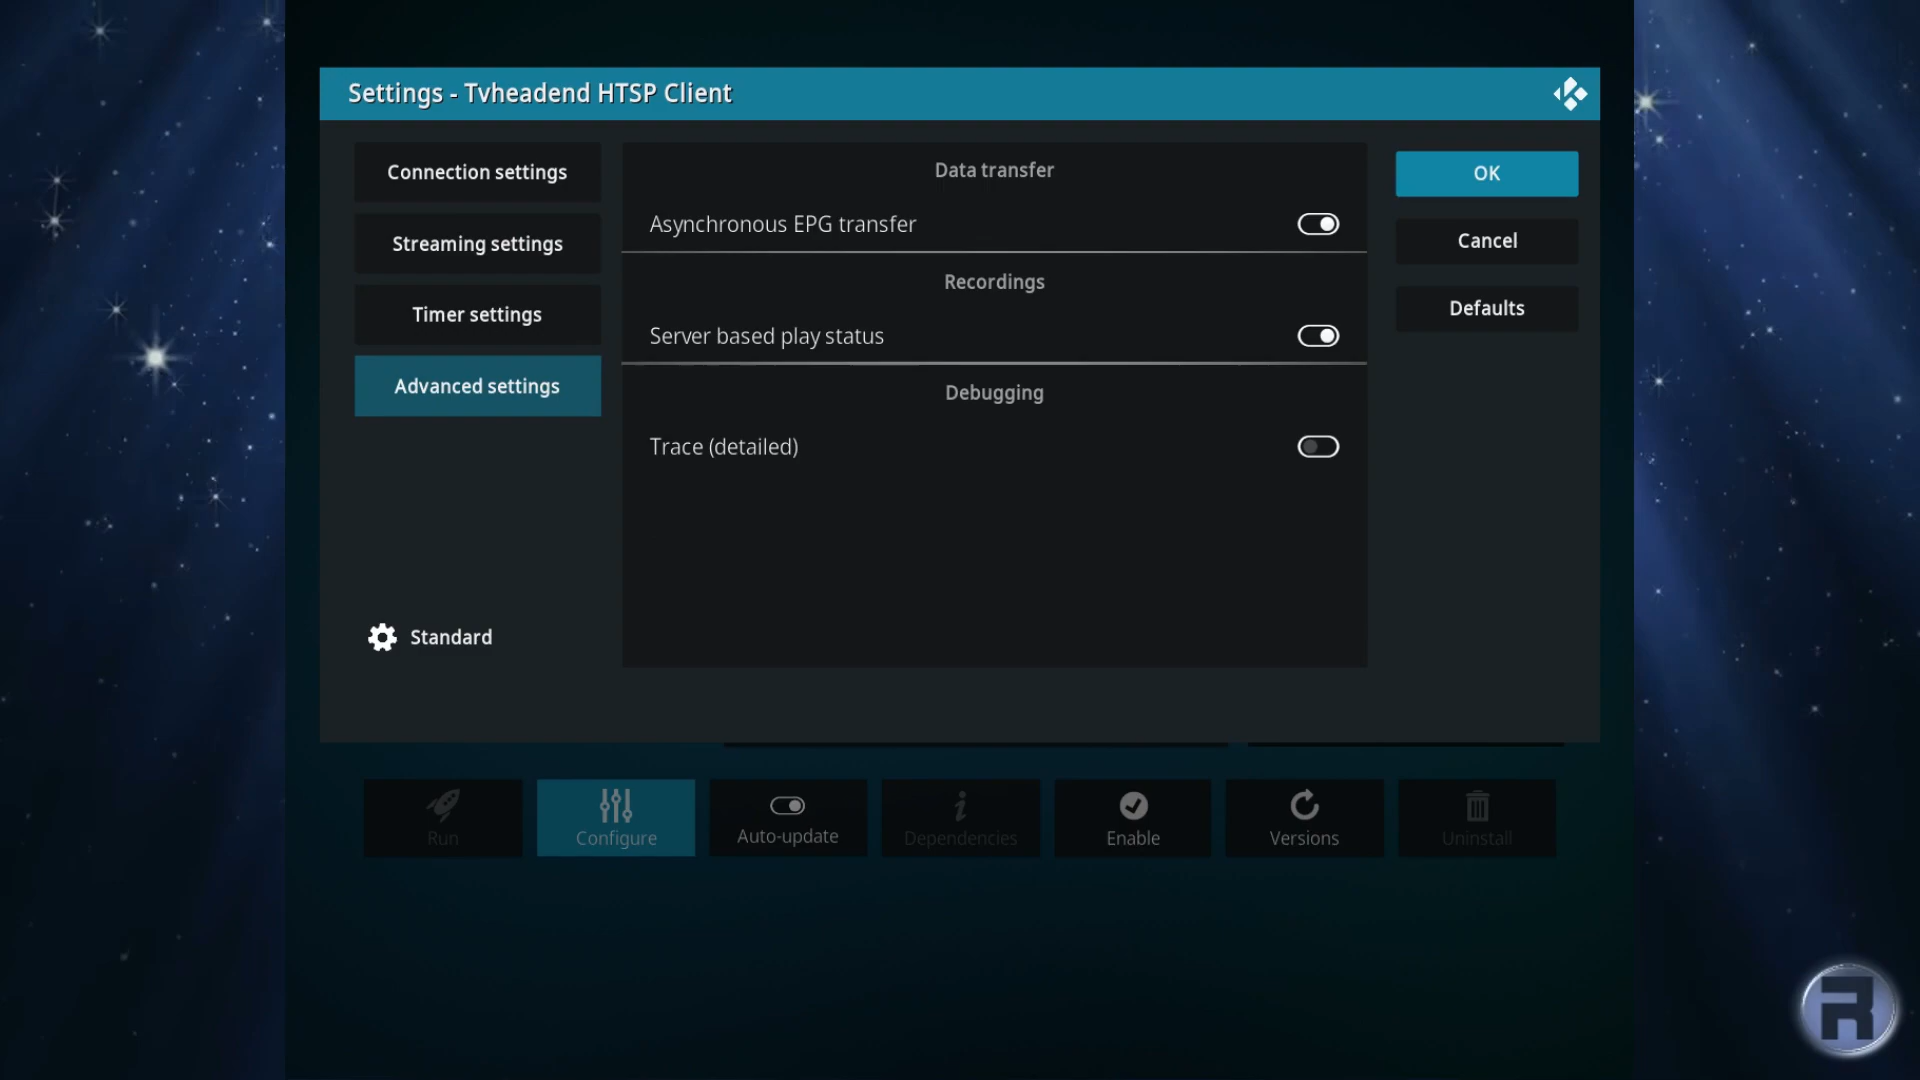 Settings - Tvheadend HTSP Client
Connection settings
Streaming settings
Timer settings
Advanced settings
Standard
Data transfer
Asynchronous EPG transfer
Recordings
Server based play status
Debugging
Trace (detailed)
OK
Cancel
Defaults
Run
Configure
Auto-update
Dependencies
Enable
Versions
Uninstall
R